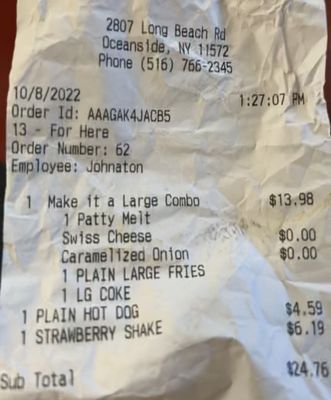 2807 Long Beach Rd
Oceanside, NY 11572
Phone (516) 766-2345
10/8/2022 1:27:07 PM
Order Id: AAAGAK4JACB5
13 - For Here
Order Number: 62
Employee: Johnaton
1 Make it a Large Combo $13.98
1 Patty Melt
Swiss Cheese $0.00
Caramelized Onion $0.00
1 PLAIN LARGE FRIES
1 LG COKE
1 PLAIN HOT DOG $4.59
1 STRAWBERRY SHAKE $6.19
Sub Total $24.76